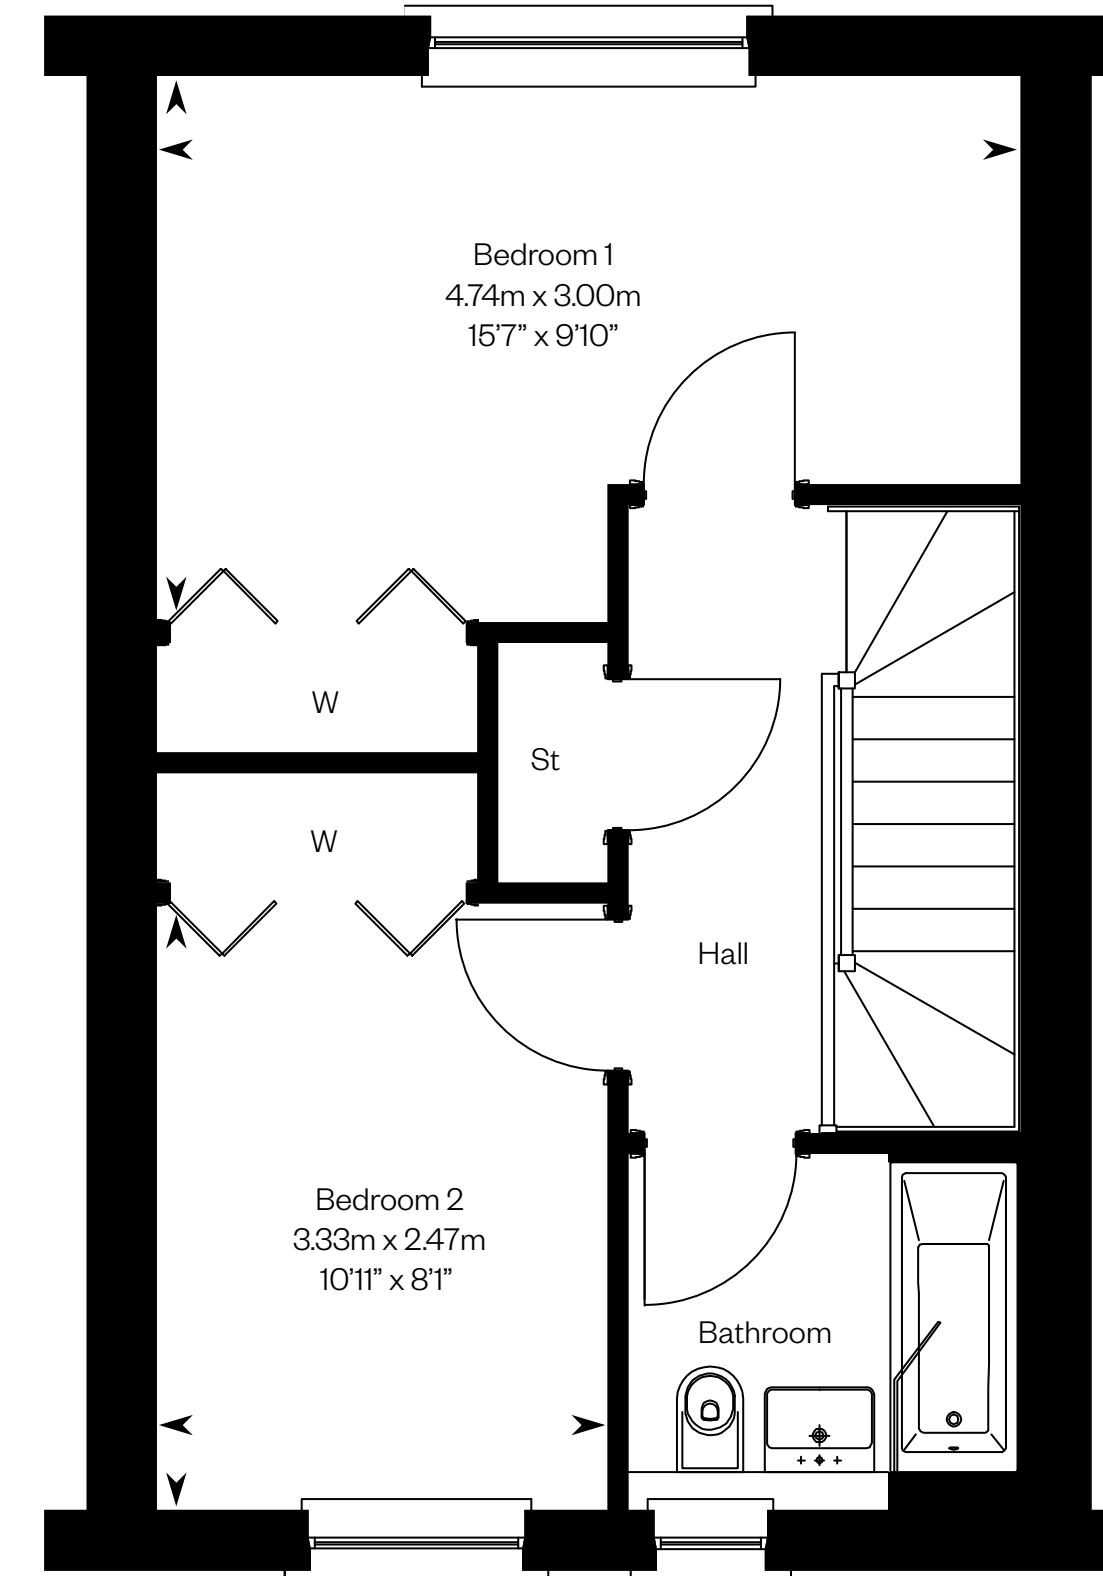 Bedroom 1
4.74m x 3.00m
15’7” x 9’10”
W
St
W
Hall
Bedroom 2
3.33m x 2.47m
10’11” x 8’1”
Bathroom